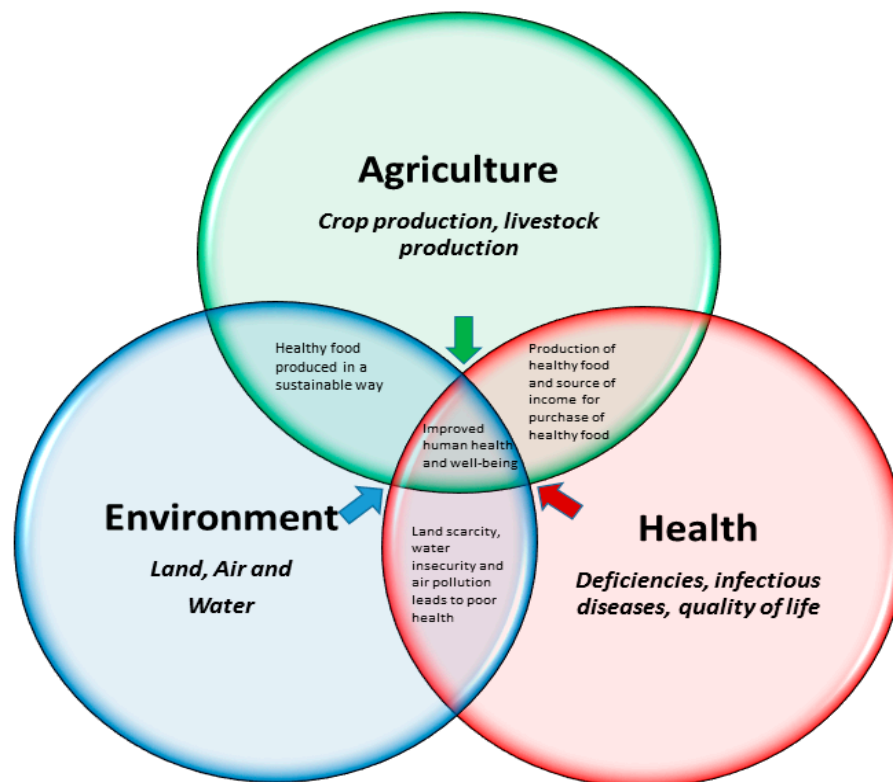 Agriculture
Crop production, livestock
production
Healthy food
produced in a
sustainable way
Production of
healthy food
and source of
income for
purchase of
healthy food
Improved
human health
and well-being
Environment
Land, Air and
Water
Land scarcity,
water
insecurity and
air pollution
leads to poor
health
Health
Deficiencies, infectious
diseases, quality of life